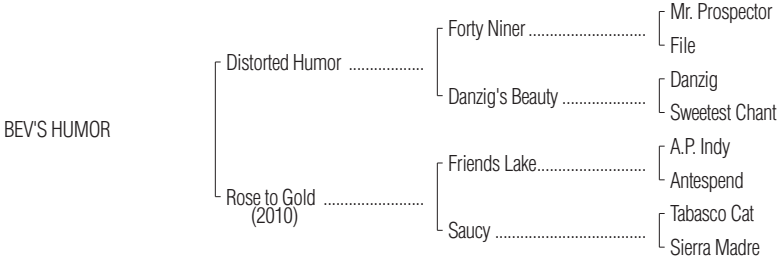 Mr. Prospector
Forty Niner ..............................
File
Distorted Humor ..................
Danzig
Danzig's Beauty .....................
Sweetest Chant
BEV'S HUMOR
A.P. Indy
Friends Lake............................
Antespend
Rose to Gold ........................
(2010)
Tabasco Cat
Saucy .......................................
Sierra Madre